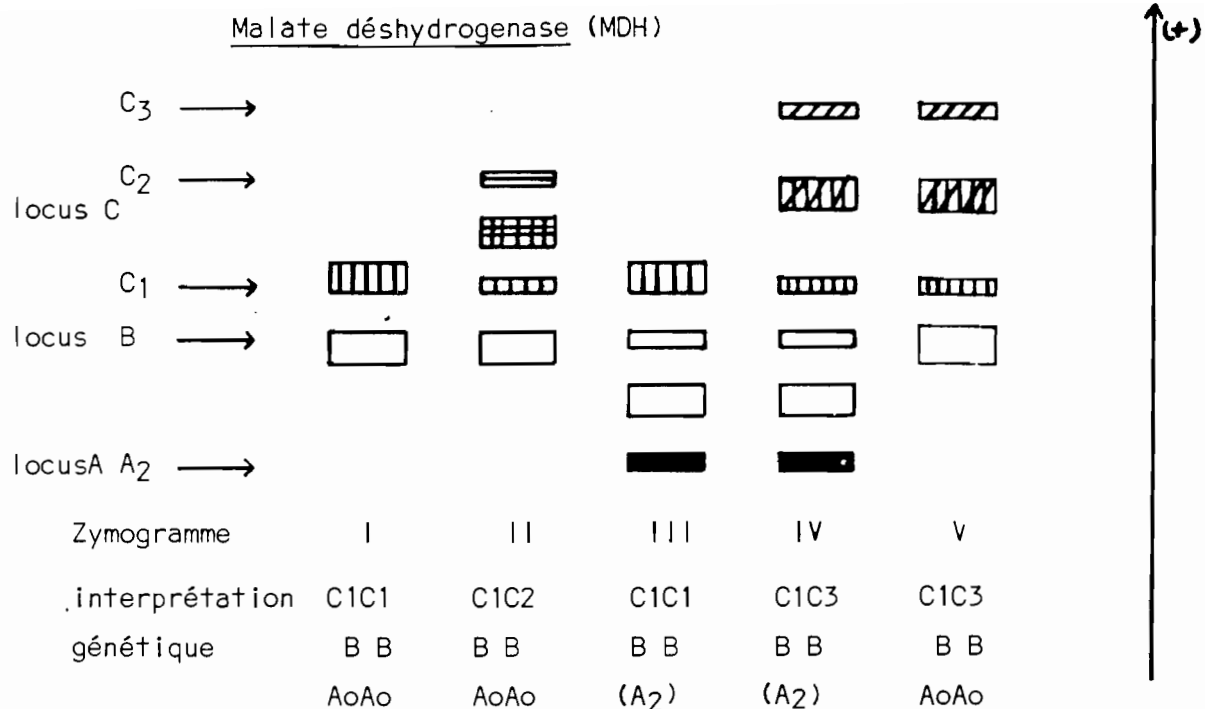 Malate déshydrogenase (MDH)
(+)
C3
C2
locus C
C1
locus B
locusA A2
Zymogramme I II III IV V
interprétation C1C1 C1C2 C1C1 C1C3 C1C3
génétique B B B B B B B B B B
AoAo AoAo (A2) (A2) AoAo